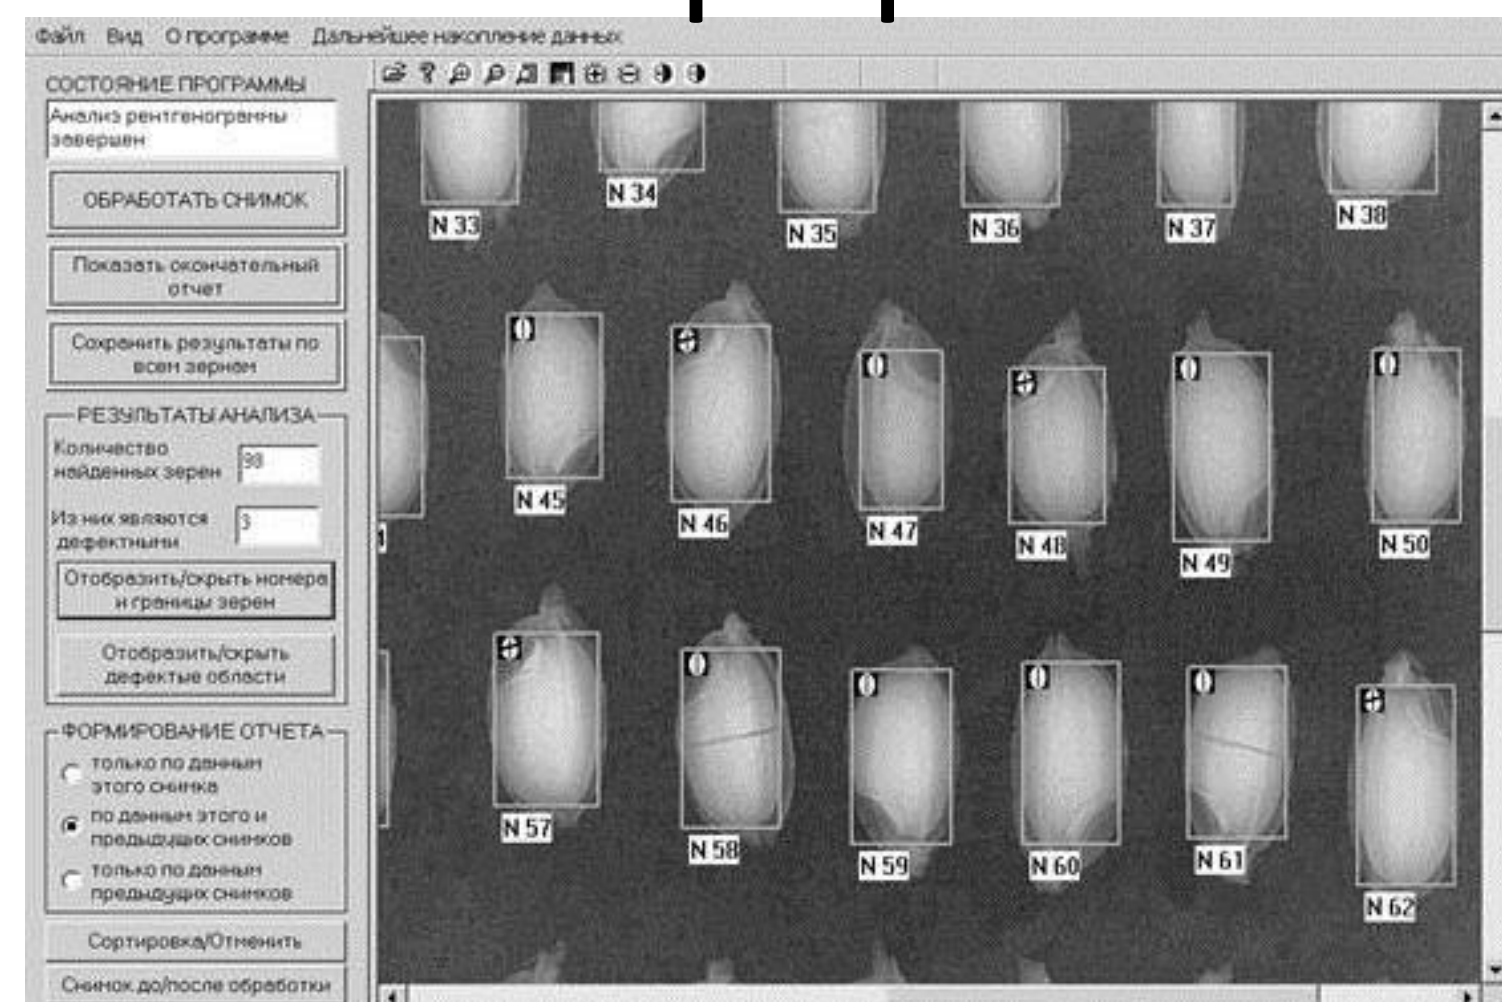 Файл Вид О программе Дальнейшее накопление данных
СОСТОЯНИЕ ПРОГРАММЫ
Анализ рентгенограммы
завершен
ОБРАБОТАТЬ СНИМОК
Показать окончательный
отчет
Сохранить результаты по
всем зернам
РЕЗУЛЬТАТЫ АНАЛИЗА
Количество
найденных зерен
98
Из них являются
дефектными
3
Отобразить/скрыть номера
и границы зерен
Отобразить/скрыть
дефектые области
ФОРМИРОВАНИЕ ОТЧЕТА
только по данным
этого снимка
по данным этого и
предыдущих снимков
только по данным
предыдущих снимков
Сортировка/Отменить
Снимок до/после обработки
N 33
N 34
N 35
N 36
N 37
N 38
N 45
N 46
N 47
N 48
N 49
N 50
N 57
N 58
N 59
N 60
N 61
N 62